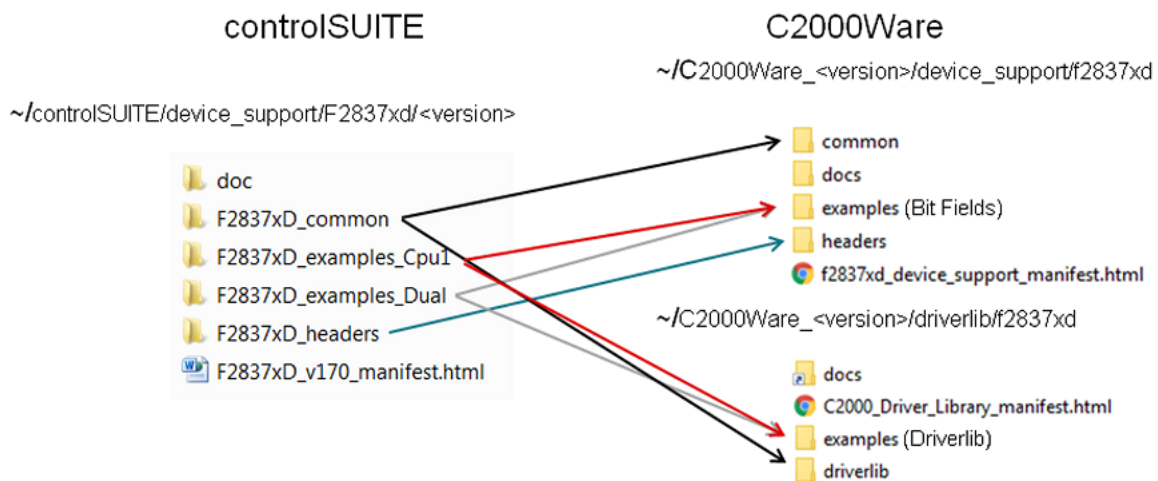 controlSUITE
C2000Ware
~/C2000Ware_<version>/device_support/f2837xd
~/controlSUITE/device_support/F2837xd/<version>
doc
F2837xD_common
F2837xD_examples_Cpu1
F2837xD_examples_Dual
F2837xD_headers
F2837xD_v170_manifest.html
common
docs
examples (Bit Fields)
headers
f2837xd_device_support_manifest.html
~/C2000Ware_<version>/driverlib/f2837xd
docs
C2000_Driver_Library_manifest.html
examples (Driverlib)
driverlib